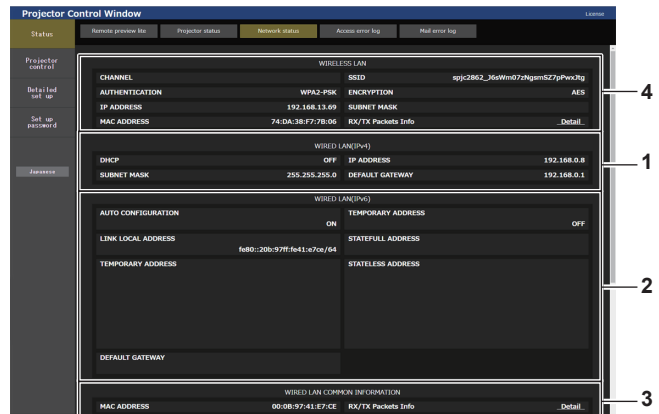 Projector Control Window
License
Status
Remote preview lite
Projector status
Network status
Access error log
Mail error log
Projector
control
Detailed
set up
Set up
password
Japanese
WIRELESS LAN
CHANNEL
SSID spjc2862_J6sWm07zNgsmSZ7pPwxJtg
AUTHENTICATION WPA2-PSK ENCRYPTION AES
IP ADDRESS 192.168.13.69 SUBNET MASK
MAC ADDRESS 74:DA:38:F7:7B:06 RX/TX Packets Info Detail
4
WIRED LAN(IPv4)
DHCP OFF IP ADDRESS 192.168.0.8
SUBNET MASK 255.255.255.0 DEFAULT GATEWAY 192.168.0.1
1
WIRED LAN(IPv6)
AUTO CONFIGURATION ON
TEMPORARY ADDRESS OFF
LINK LOCAL ADDRESS fe80::20b:97ff:fe41:e7ce/64
STATEFULL ADDRESS
TEMPORARY ADDRESS
STATELESS ADDRESS
DEFAULT GATEWAY
2
WIRED LAN COMMON INFORMATION
MAC ADDRESS 00:0B:97:41:E7:CE RX/TX Packets Info Detail
3